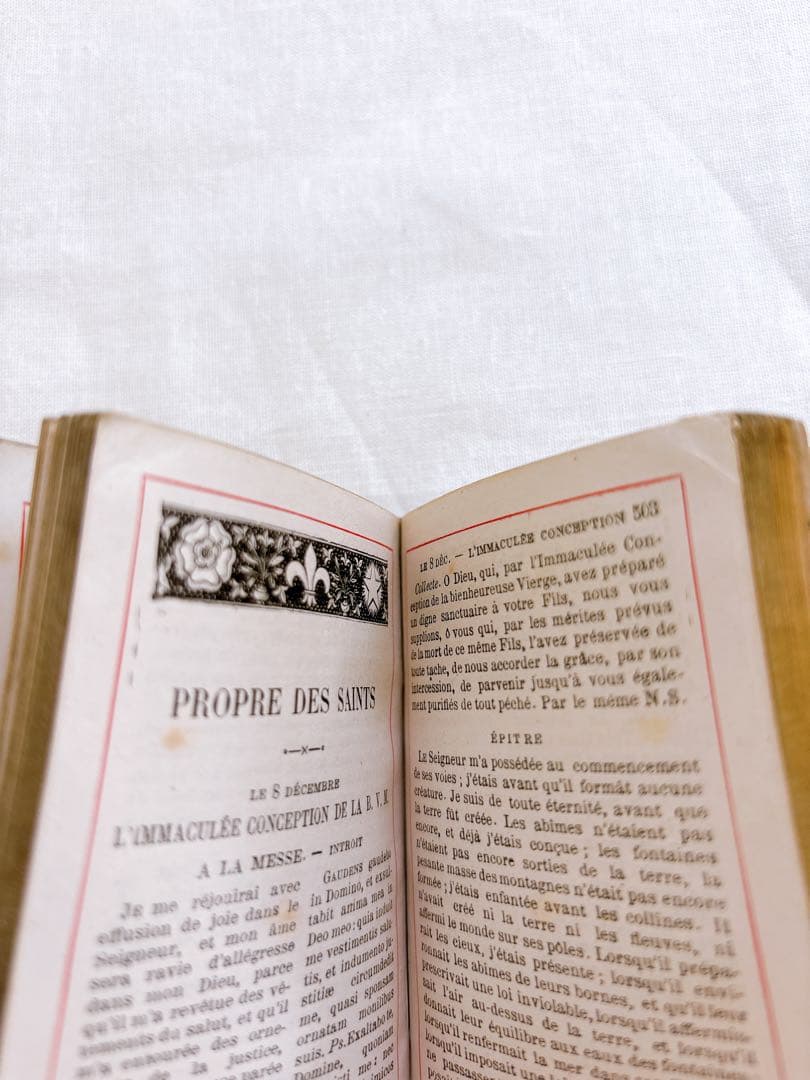 PROPRE DES SAINTS
LE 8 DÉCEMBRE
L'IMMACULÉE CONCEPTION DE LA B. V. M.
A LA MESSE. — INTROIT
JE me réjouirai avec
effusion de joie dans le
Seigneur, et mon âme
sera ravie d'allégresse
dans mon Dieu, parce
qu'il m'a revêtue des vê-
tements du salut, et qu'il
m'a entourée des orne-
de la justice,
parée
GAUDENS gaudebo
in Domino, et exsul-
tabit anima mea in
Deo meo: quia induit
me vestimentis salu-
tis, et indumento ju-
stitiæ circumdedit
me, quasi sponsam
ornatam monilibus
suis. Ps. Exaltabo te,
Domine, quoniam
me: nec
LE 8 DÉC. — L'IMMACULÉE CONCEPTION 503
Collecte. O Dieu, qui, par l'Immaculée Con-
ception de la bienheureuse Vierge, avez préparé
un digne sanctuaire à votre Fils, nous vous
supplions, ô vous qui, par les mérites prévus
de la mort de ce même Fils, l'avez préservée de
toute tache, de nous accorder la grâce, par son
intercession, de parvenir jusqu'à vous égale-
ment purifiés de tout péché. Par le même N.S.
ÉPITRE
LE Seigneur m'a possédée au commencement
de ses voies; j'étais avant qu'il formât aucune
créature. Je suis de toute éternité, avant que
la terre fût créée. Les abîmes n'étaient pas
encore, et déjà j'étais conçue; les fontaines
n'étaient pas encore sorties de la terre, la
pesante masse des montagnes n'était pas encore
formée; j'étais enfantée avant les collines. Il
n'avait créé ni la terre ni les fleuves, ni
affermi le monde sur ses pôles. Lorsqu'il prépa-
rait les cieux, j'étais présente; lorsqu'il envi-
ronnait les abîmes de leurs bornes, et qu'il leur
prescrivait une loi inviolable, lorsqu'il affermis-
sait l'air au-dessus de la terre, et lorsqu'il
donnait leur équilibre aux eaux des fontaines
lorsqu'il renfermait la mer dans
lorsqu'il imposait une
ne passassent